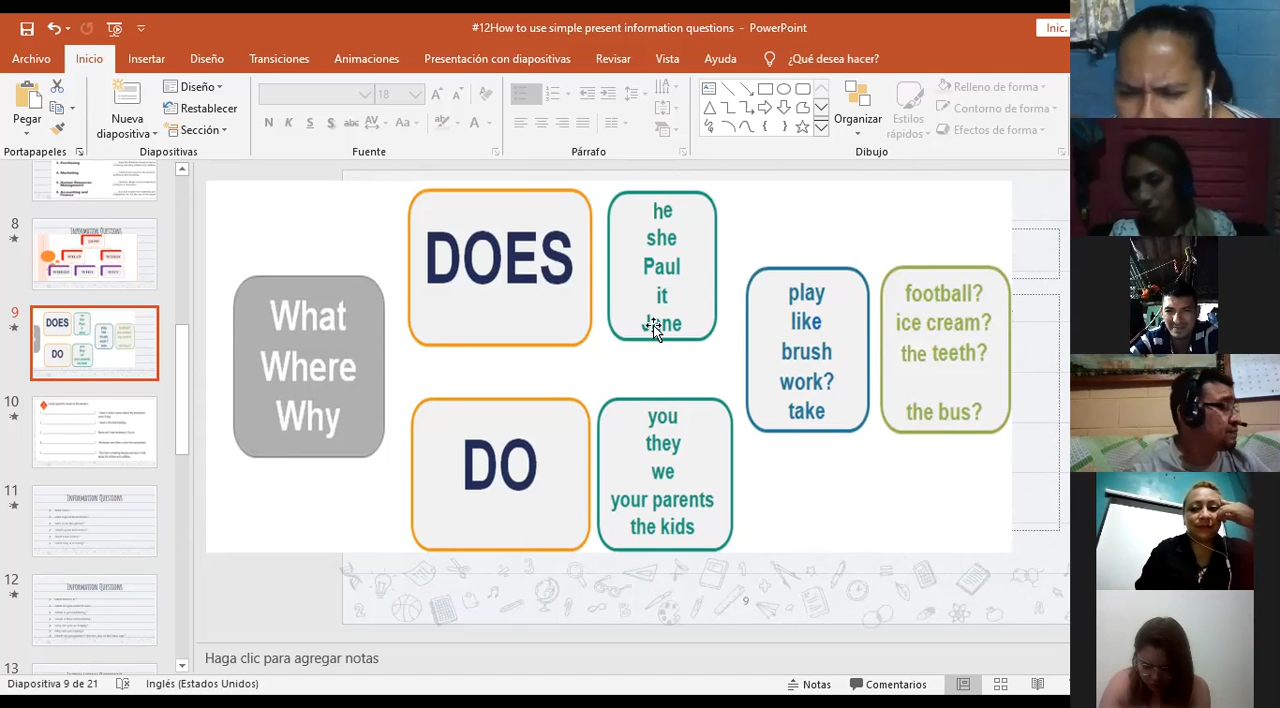 #12How to use simple present information questions - PowerPoint
Inic.
Archivo Inicio Insertar Diseño Transiciones Animaciones Presentación con diapositivas Revisar Vista Ayuda ¿Qué desea hacer?
Pegar
Nueva
diapositiva
Diseño
Restablecer
Sección
18
N K S S abc AV Aa A
Organizar
Estilos
rápidos
Relleno de forma
Contorno de forma
Efectos de forma
Portapapeles Diapositivas Fuente Párrafo Dibujo
8
INFORMATION QUESTIONS
9
10
11
INFORMATION QUESTIONS
12
INFORMATION QUESTIONS
13
What
Where
Why
DOES
he
she
Paul
it
Jane
DO
you
they
we
your parents
the kids
play
like
brush
work?
take
football?
ice cream?
the teeth?
the bus?
9
Haga clic para agregar notas
Diapositiva 9 de 21 Inglés (Estados Unidos) Notas Comentarios